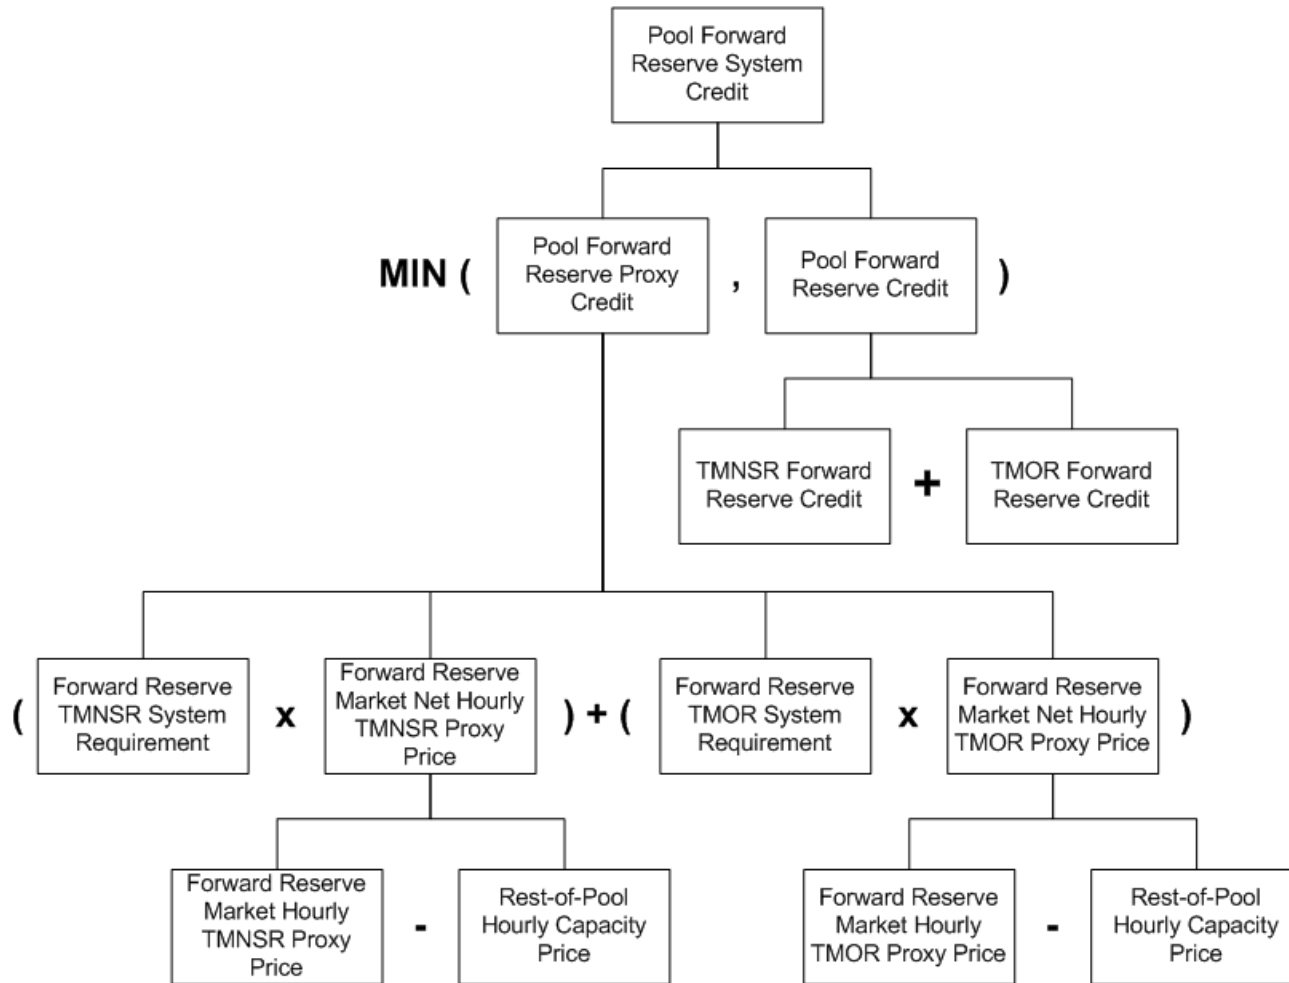 Pool Forward
Reserve System
Credit
MIN (
Pool Forward
Reserve Proxy
Credit
,
Pool Forward
Reserve Credit
)
TMNSR Forward
Reserve Credit
+
TMOR Forward
Reserve Credit
(
Forward Reserve
TMNSR System
Requirement
x
Forward Reserve
Market Net Hourly
TMNSR Proxy
Price
) + (
Forward Reserve
TMOR System
Requirement
x
Forward Reserve
Market Net Hourly
TMOR Proxy Price
)
Forward Reserve
Market Hourly
TMNSR Proxy
Price
-
Rest-of-Pool
Hourly Capacity
Price
Forward Reserve
Market Hourly
TMOR Proxy Price
-
Rest-of-Pool
Hourly Capacity
Price